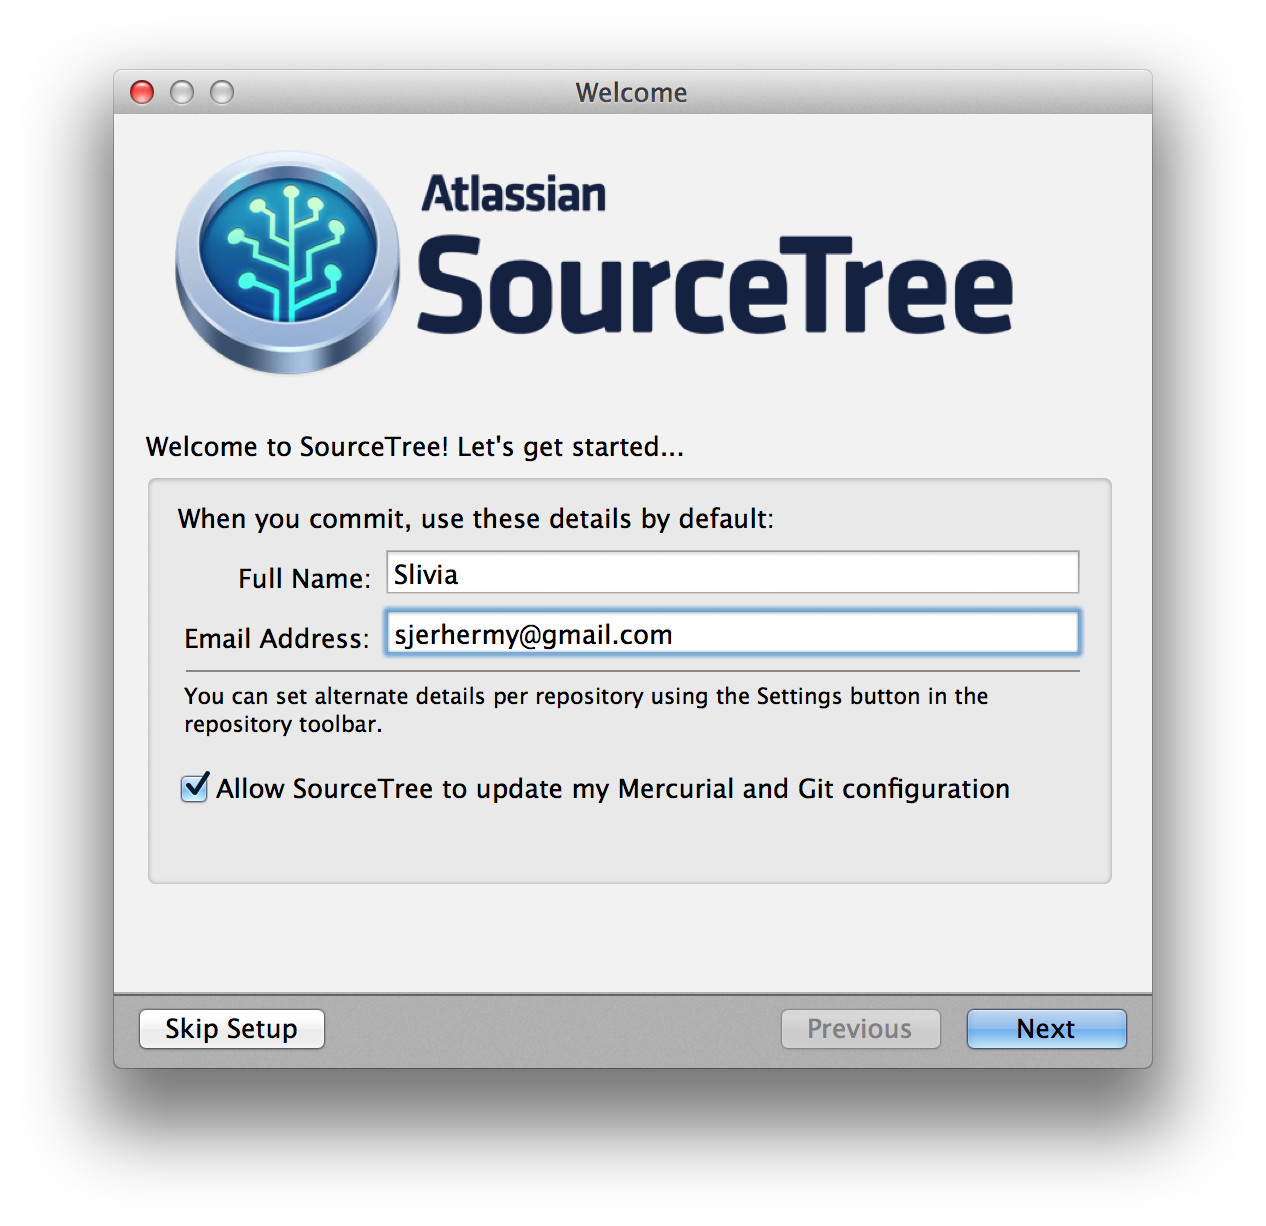 Welcome
Atlassian
SourceTree
Welcome to SourceTree! Let's get started...
When you commit, use these details by default:
Full Name: Slivia
Email Address: sjerhermy@gmail.com
You can set alternate details per repository using the Settings button in the
repository toolbar.
Allow SourceTree to update my Mercurial and Git configuration
Skip Setup Previous Next